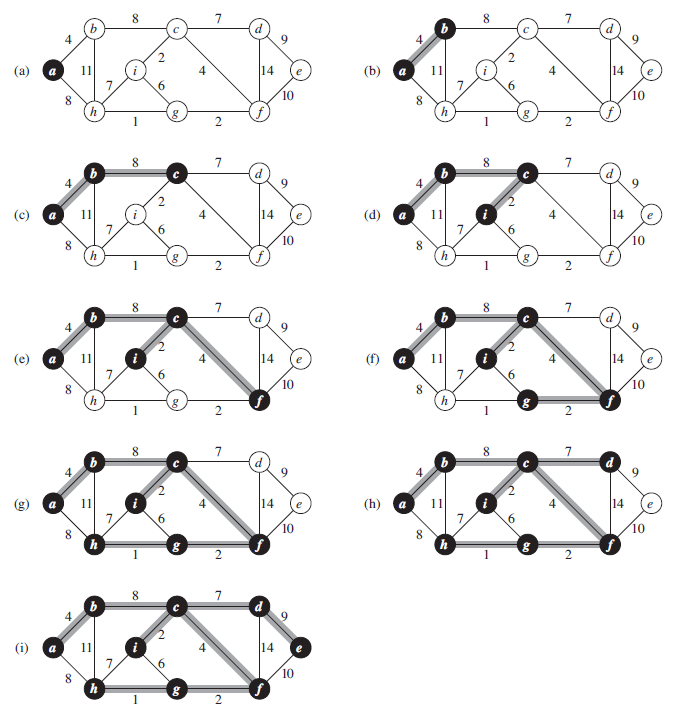 8 7
b c d
4 9
2
(a) a 11 i 4 14 e
7 6
8 10
h g f
1 2
8 7
b c d
4 9
2
(b) a 11 i 4 14 e
7 6
8 10
h g f
1 2
8 7
b c d
4 9
2
(c) a 11 i 4 14 e
7 6
8 10
h g f
1 2
8 7
b c d
4 9
2
(d) a 11 i 4 14 e
7 6
8 10
h g f
1 2
8 7
b c d
4 9
2
(e) a 11 i 4 14 e
7 6
8 10
h g f
1 2
8 7
b c d
4 9
2
(f) a 11 i 4 14 e
7 6
8 10
h g f
1 2
8 7
b c d
4 9
2
(g) a 11 i 4 14 e
7 6
8 10
h g f
1 2
8 7
b c d
4 9
2
(h) a 11 i 4 14 e
7 6
8 10
h g f
1 2
8 7
b c d
4 9
2
(i) a 11 i 4 14 e
7 6
8 10
h g f
1 2